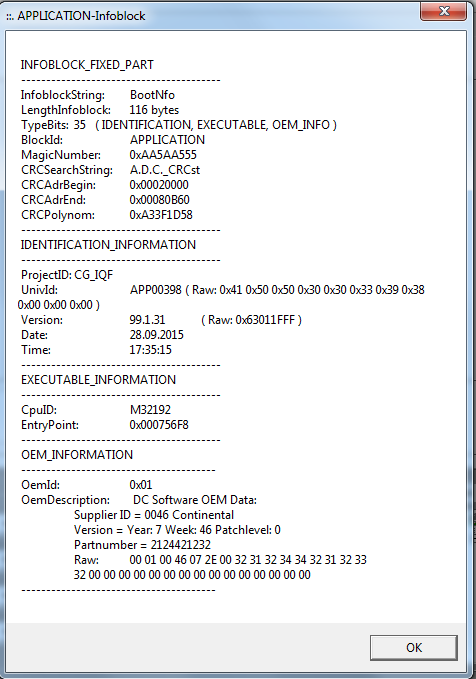 ::. APPLICATION-Infoblock
INFOBLOCK_FIXED_PART
----------------------------------------
InfoblockString: BootNfo
LengthInfoblock: 116 bytes
TypeBits: 35 ( IDENTIFICATION, EXECUTABLE, OEM_INFO )
BlockId: APPLICATION
MagicNumber: 0xAA5AA555
CRCSearchString: A.D.C._CRCst
CRCAdrBegin: 0x00020000
CRCAdrEnd: 0x00080B60
CRCPolynom: 0xA33F1D58
----------------------------------------
IDENTIFICATION_INFORMATION
----------------------------------------
ProjectID: CG_IQF
UnivId: APP00398 ( Raw: 0x41 0x50 0x50 0x30 0x30 0x33 0x39 0x38
0x00 0x00 0x00 )
Version: 99.1.31 ( Raw: 0x63011FFF )
Date: 28.09.2015
Time: 17:35:15
----------------------------------------
EXECUTABLE_INFORMATION
----------------------------------------
CpuID: M32192
EntryPoint: 0x000756F8
----------------------------------------
OEM_INFORMATION
---------------------------------------
OemId: 0x01
OemDescription: DC Software OEM Data:
Supplier ID = 0046 Continental
Version = Year: 7 Week: 46 Patchlevel: 0
Partnumber = 2124421232
Raw: 00 01 00 46 07 2E 00 32 31 32 34 34 32 31 32 33
32 00 00 00 00 00 00 00 00 00 00 00 00 00 00 00
---------------------------------------
OK